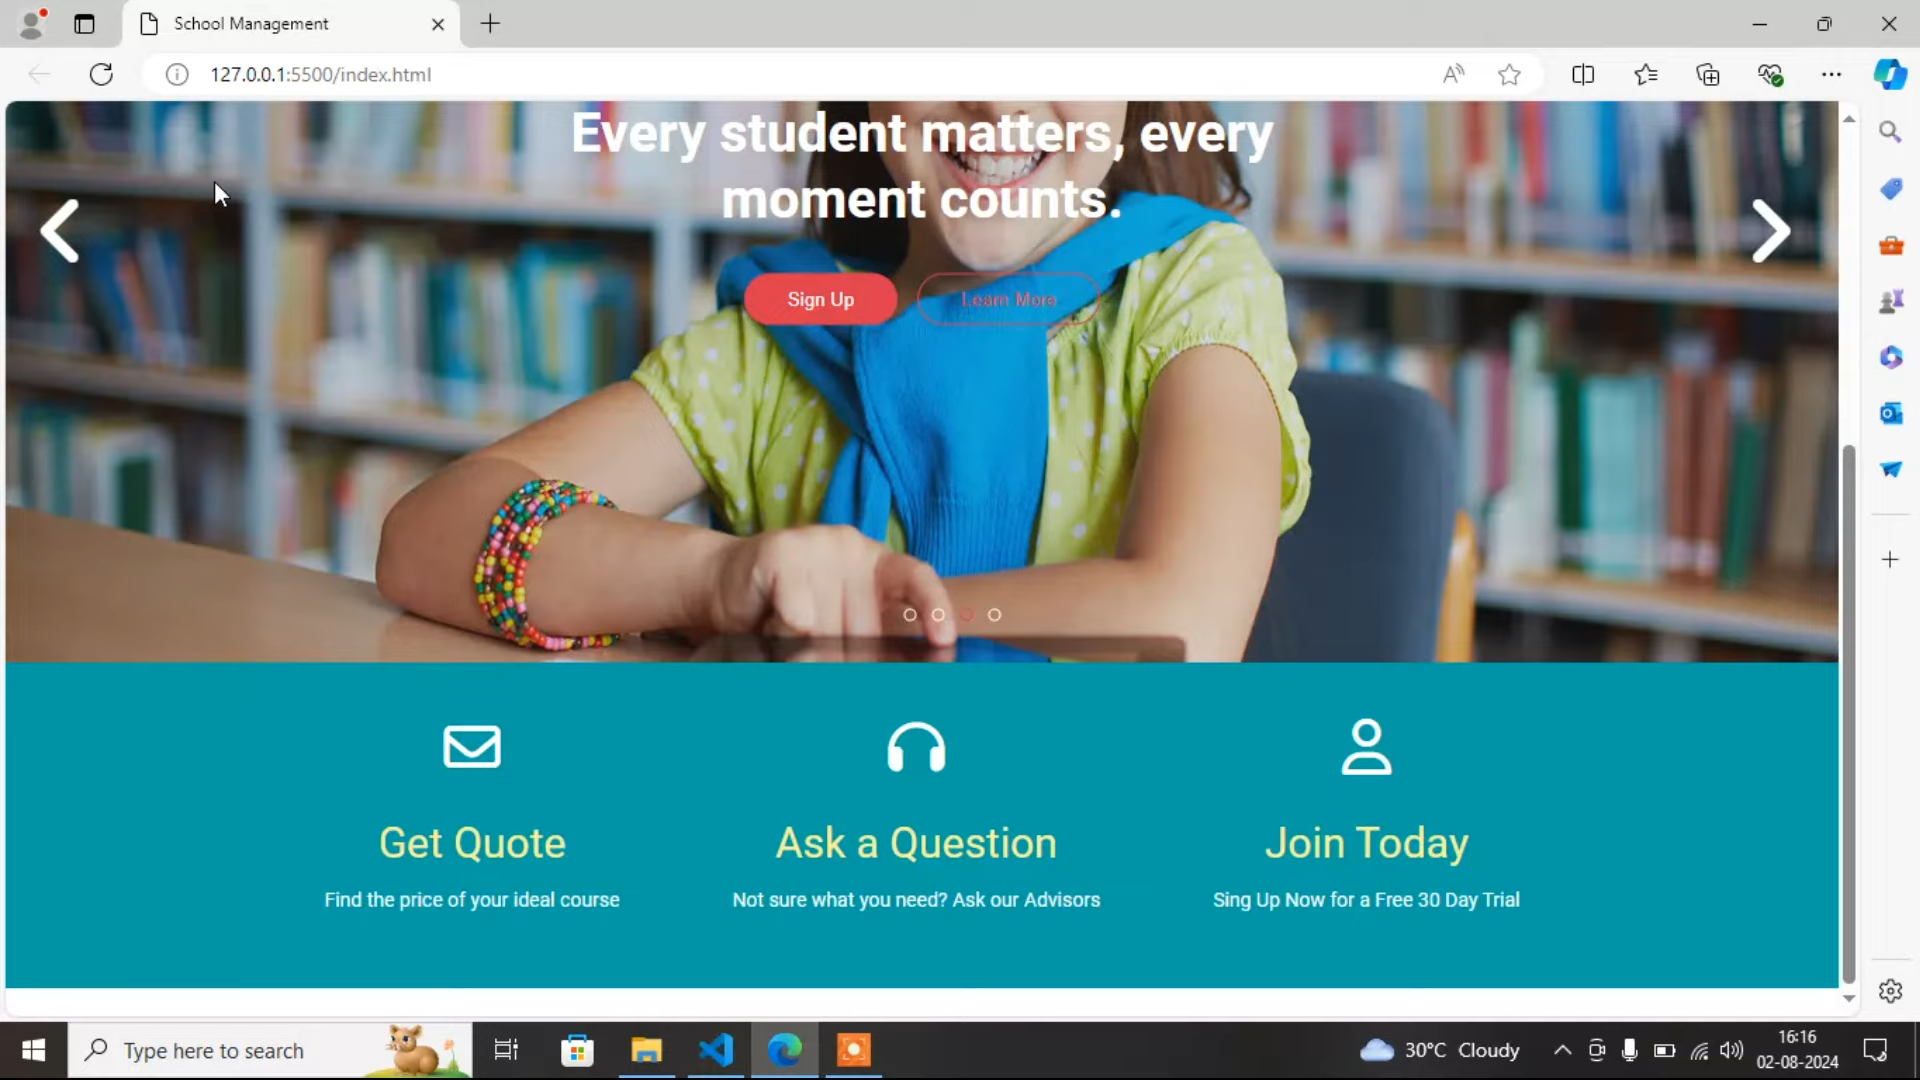 School Management
127.0.0.1:5500/index.html
Every student matters, every
moment counts.
Sign Up
Learn More
Get Quote
Ask a Question
Join Today
Find the price of your ideal course
Not sure what you need? Ask our Advisors
Sing Up Now for a Free 30 Day Trial
Type here to search
30°C Cloudy
16:16
02-08-2024